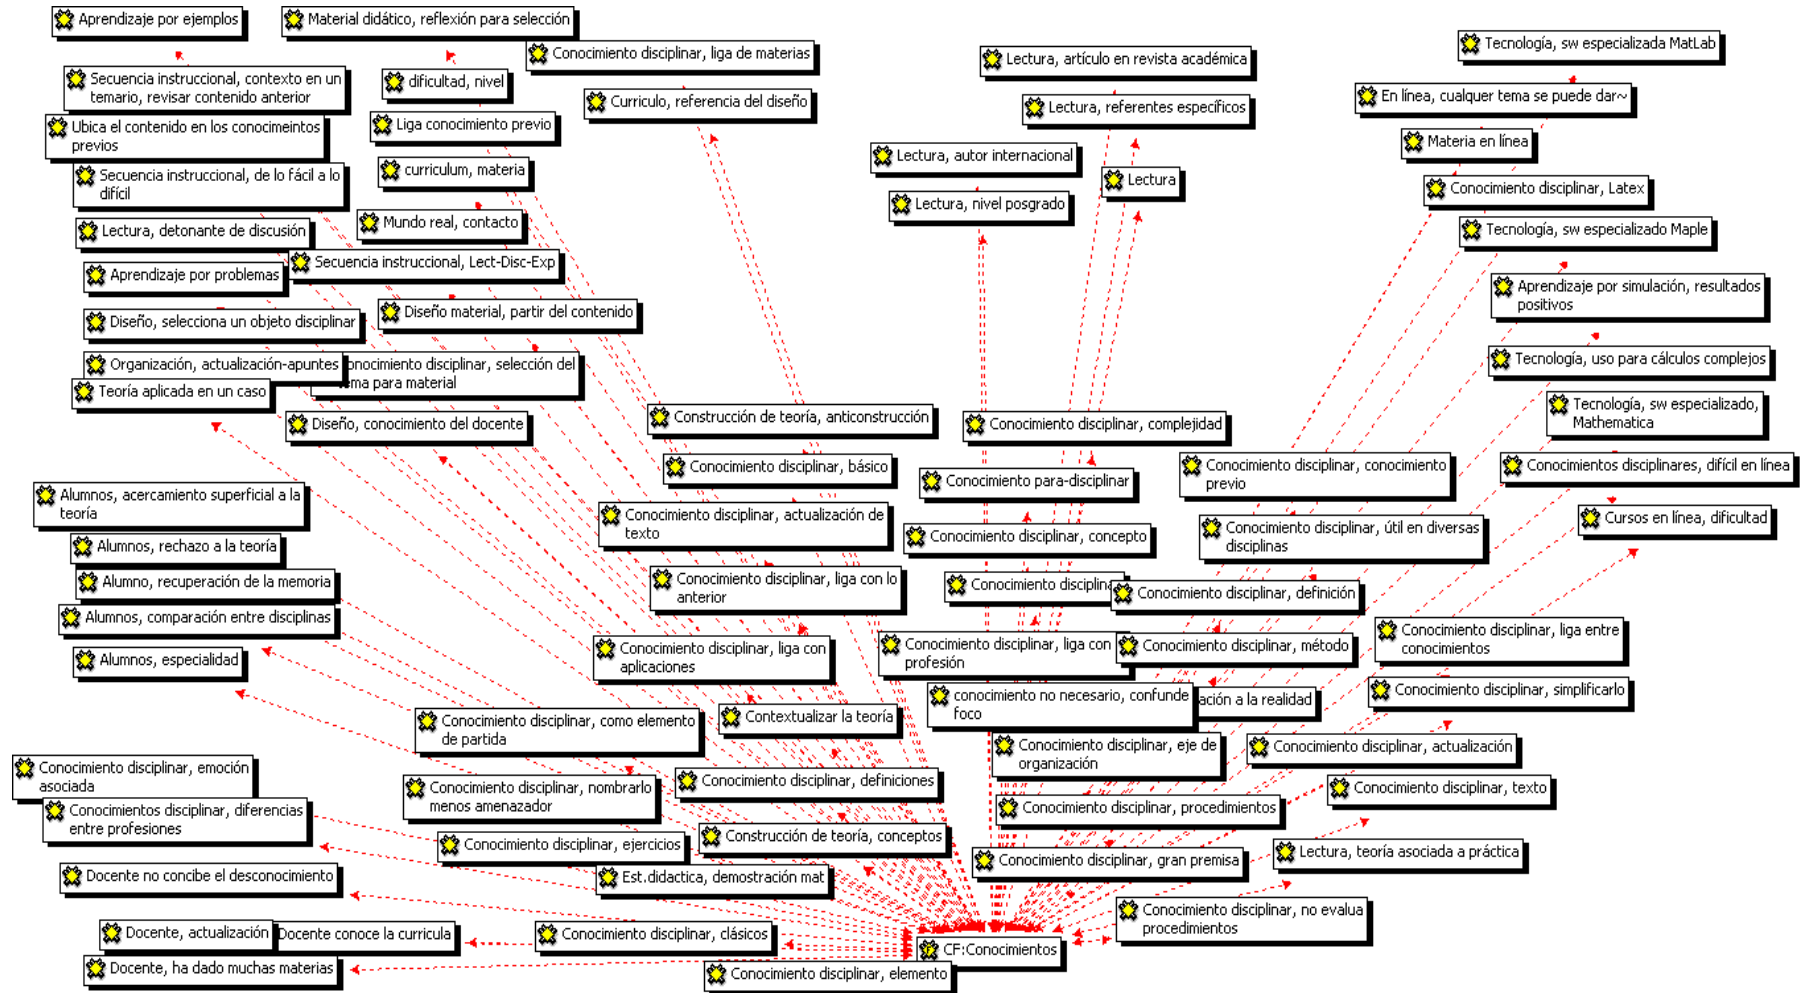 Aprendizaje por ejemplos
Material didático, reflexión para selección
Conocimiento disciplinar, liga de materias
Lectura, artículo en revista académica
Tecnología, sw especializada MatLab
Secuencia instruccional, contexto en un
temario, revisar contenido anterior
dificultad, nivel
Curriculo, referencia del diseño
Lectura, referentes específicos
En línea, cualquer tema se puede dar~
Ubica el contenido en los conocimeintos
previos
Liga conocimiento previo
Lectura, autor internacional
Materia en línea
Secuencia instruccional, de lo fácil a lo
difícil
curriculum, materia
Lectura
Conocimiento disciplinar, Latex
Lectura, nivel posgrado
Lectura, detonante de discusión
Mundo real, contacto
Tecnología, sw especializado Maple
Aprendizaje por problemas
Secuencia instruccional, Lect-Disc-Exp
Aprendizaje por simulación, resultados
positivos
Diseño, selecciona un objeto disciplinar
Diseño material, partir del contenido
Organización, actualización-apuntes
onocimiento disciplinar, selección del
ema para material
Tecnología, uso para cálculos complejos
Teoría aplicada en un caso
Tecnología, sw especializado,
Mathematica
Diseño, conocimiento del docente
Construcción de teoría, anticonstrucción
Conocimiento disciplinar, complejidad
Conocimiento disciplinar, básico
Conocimiento para-disciplinar
Conocimiento disciplinar, conocimiento
previo
Conocimientos disciplinares, difícil en línea
Alumnos, acercamiento superficial a la
teoría
Conocimiento disciplinar, actualización de
texto
Conocimiento disciplinar, concepto
Conocimiento disciplinar, útil en diversas
disciplinas
Cursos en línea, dificultad
Alumnos, rechazo a la teoría
Alumno, recuperación de la memoria
Conocimiento disciplinar, liga con lo
anterior
Conocimiento disciplina
Conocimiento disciplinar, definición
Alumnos, comparación entre disciplinas
Alumnos, especialidad
Conocimiento disciplinar, liga con
aplicaciones
Conocimiento disciplinar, liga con
profesión
Conocimiento disciplinar, método
Conocimiento disciplinar, liga entre
conocimientos
Conocimiento disciplinar, como elemento
de partida
Contextualizar la teoría
conocimiento no necesario, confunde
foco
ación a la realidad
Conocimiento disciplinar, simplificarlo
Conocimiento disciplinar, emoción
asociada
Conocimiento disciplinar, nombrarlo
menos amenazador
Conocimiento disciplinar, definiciones
Conocimiento disciplinar, eje de
organización
Conocimiento disciplinar, actualización
Conocimientos disciplinar, diferencias
entre profesiones
Conocimiento disciplinar, procedimientos
Conocimiento disciplinar, texto
Conocimiento disciplinar, ejercicios
Construcción de teoría, conceptos
Conocimiento disciplinar, gran premisa
Lectura, teoría asociada a práctica
Docente no concibe el desconocimiento
Est.didactica, demostración mat
Docente, actualización
Docente conoce la curricula
Conocimiento disciplinar, clásicos
CF:Conocimientos
Conocimiento disciplinar, no evalua
procedimientos
Docente, ha dado muchas materias
Conocimiento disciplinar, elemento